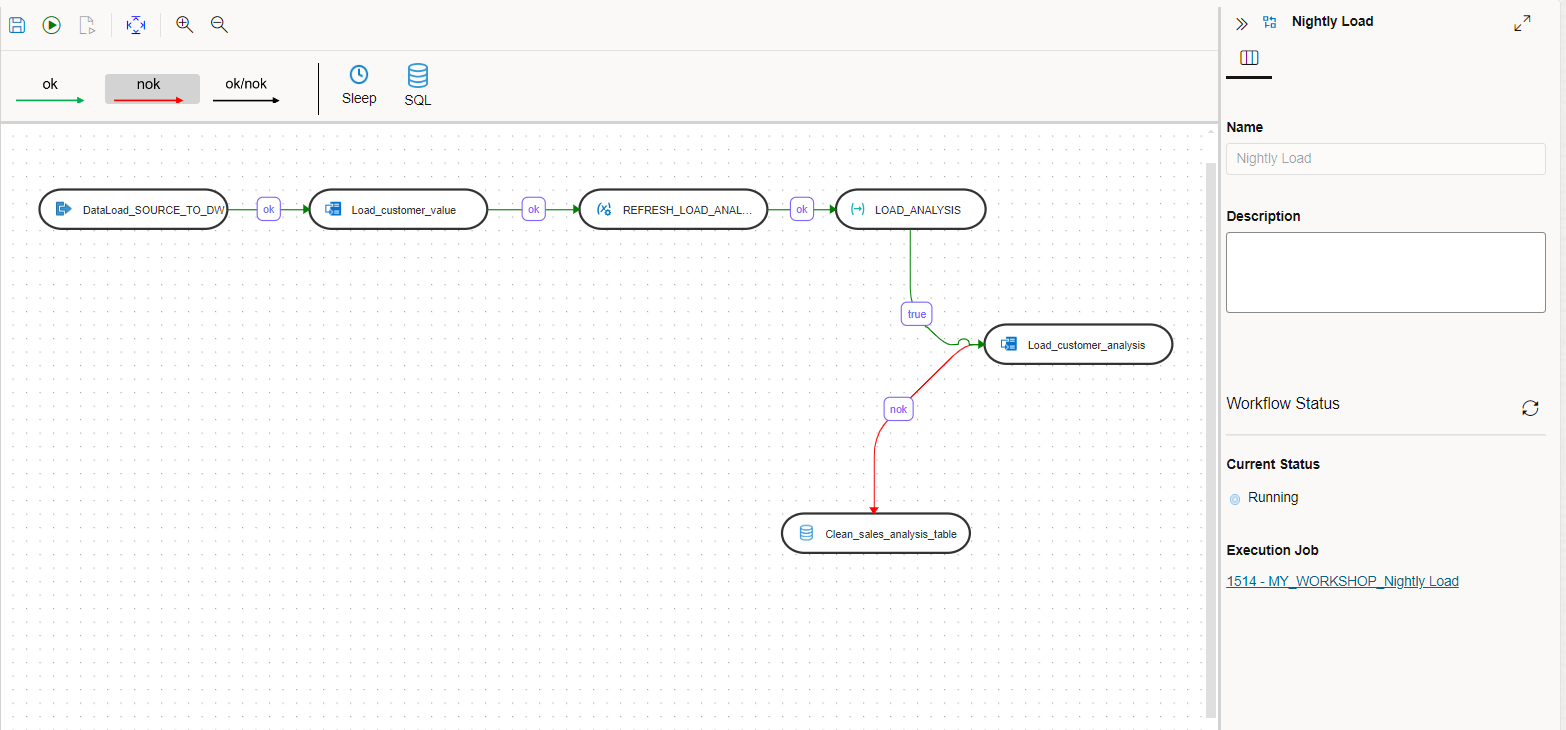 Nightly Load
ok
nok
ok/nok
Sleep
SQL
Name
Nightly Load
Description
DataLoad_SOURCE_TO_DW
ok
Load_customer_value
ok
REFRESH_LOAD_ANAL...
ok
LOAD_ANALYSIS
true
Load_customer_analysis
nok
Clean_sales_analysis_table
Workflow Status
Current Status
Running
Execution Job
1514 - MY_WORKSHOP_Nightly Load